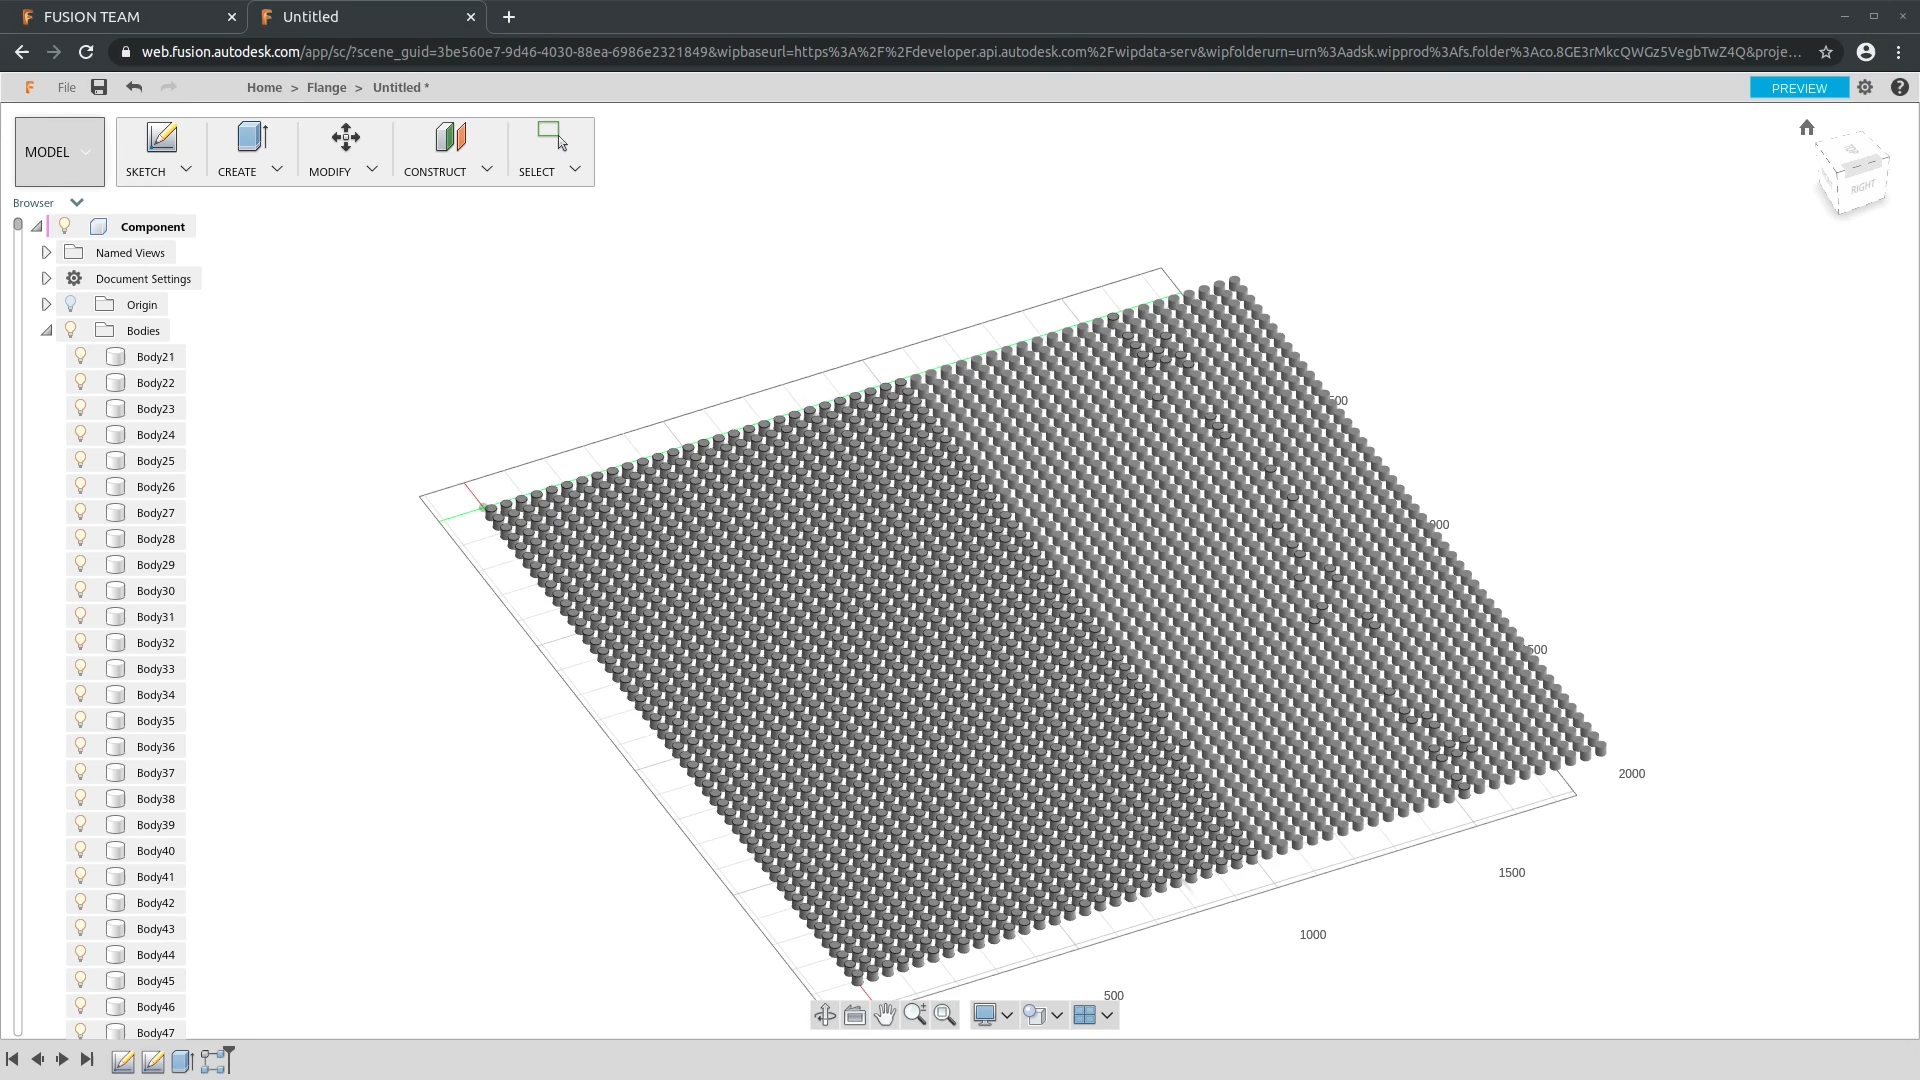 FUSION TEAM
Untitled
web.fusion.autodesk.com/app/sc/?scene_guid=3be560e7-9d46-4030-88ea-6986e2321849&wipbaseurl=https%3A%2F%2Fdeveloper.api.autodesk.com%2Fwipdata-serv&wipfolderurn=urn%3Aadsk.wipprod%3Afs.folder%3Aco.8GE3rMkcQWGz5VegbTwZ4Q&proje...
File
Home > Flange > Untitled *
PREVIEW
MODEL
SKETCH
CREATE
MODIFY
CONSTRUCT
SELECT
RIGHT
Browser
Component
Named Views
Document Settings
Origin
Bodies
Body21
Body22
Body23
Body24
Body25
Body26
Body27
Body28
Body29
Body30
Body31
Body32
Body33
Body34
Body35
Body36
Body37
Body38
Body39
Body40
Body41
Body42
Body43
Body44
Body45
Body46
Body47
500
000
500
2000
1500
1000
500